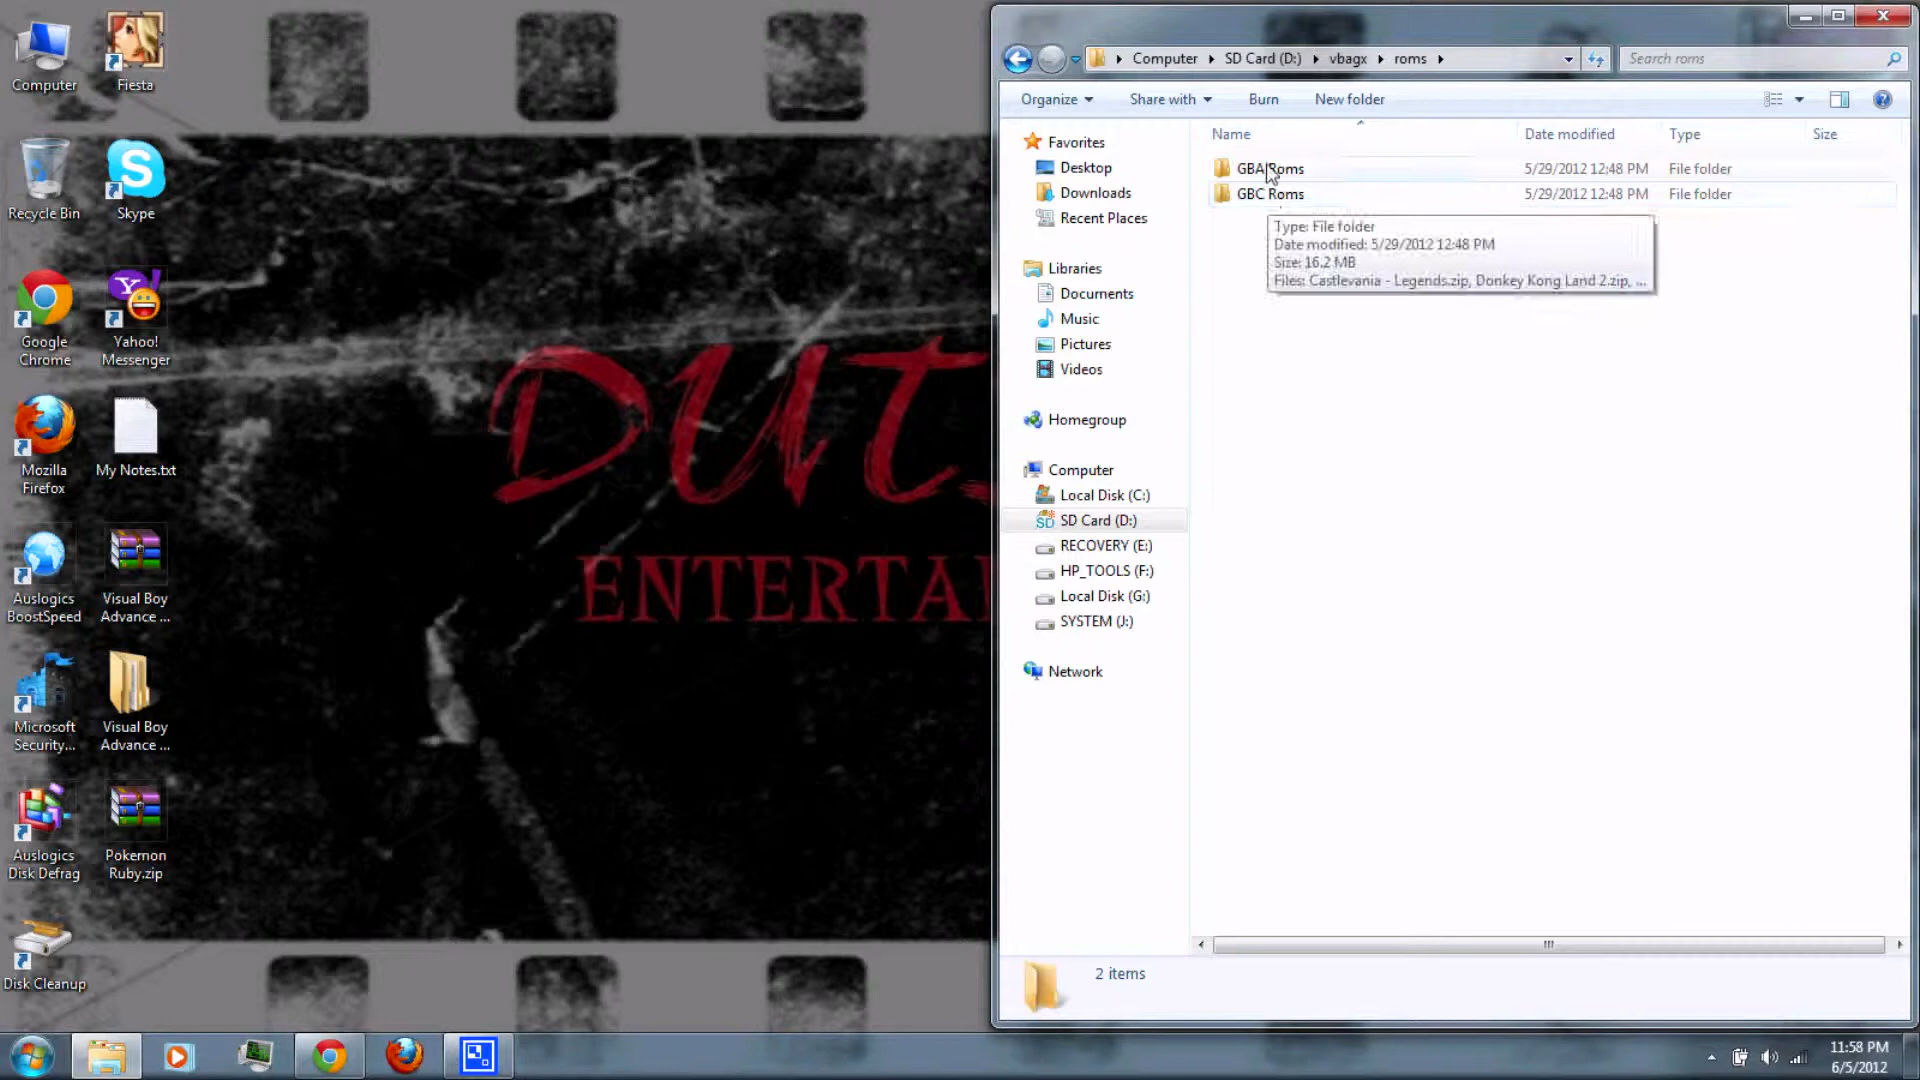 Computer
Fiesta
Recycle Bin
Skype
Google
Chrome
Yahoo!
Messenger
Mozilla
Firefox
My Notes.txt
Auslogics
BoostSpeed
Visual Boy
Advance ...
Microsoft
Security...
Visual Boy
Advance ...
Auslogics
Disk Defrag
Pokemon
Ruby.zip
Disk Cleanup
ENTERTA
Computer
SD Card (D:)
vbagx
roms
Search roms
Organize
Share with
Burn
New folder
Name
Date modified
Type
Size
Favorites
Desktop
Downloads
Recent Places
Libraries
Documents
Music
Pictures
Videos
Homegroup
Computer
Local Disk (C:)
SD Card (D:)
RECOVERY (E:)
HP_TOOLS (F:)
Local Disk (G:)
SYSTEM (J:)
Network
GBA Roms 5/29/2012 12:48 PM File folder
GBC Roms 5/29/2012 12:48 PM File folder
Type: File folder
Date modified: 5/29/2012 12:48 PM
Size: 16.2 MB
Files: Castlevania - Legends.zip, Donkey Kong Land 2.zip, ...
2 items
11:58 PM
6/5/2012